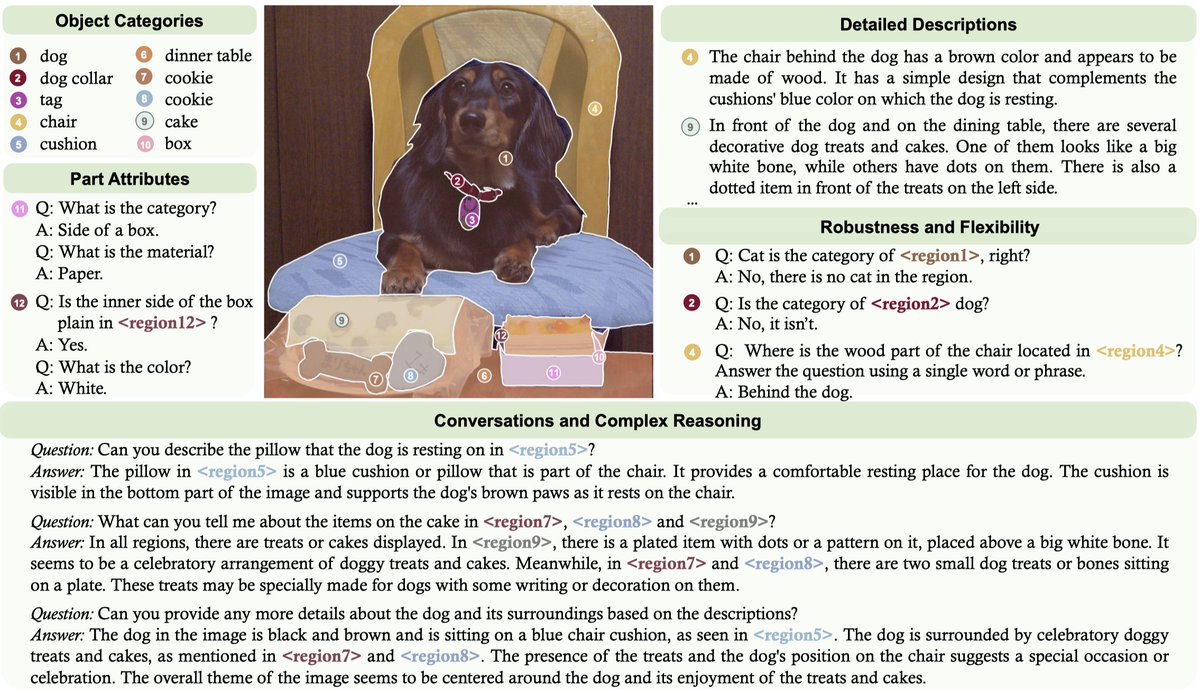 Object Categories
1 dog
2 dog collar
3 tag
4 chair
5 cushion
6 dinner table
7 cookie
8 cookie
9 cake
10 box
Part Attributes
11 Q: What is the category?
A: Side of a box.
Q: What is the material?
A: Paper.
12 Q: Is the inner side of the box
plain in <region12> ?
A: Yes.
Q: What is the color?
A: White.
1
2
3
4
5
9
12
10
7
8
6
11
Detailed Descriptions
4 The chair behind the dog has a brown color and appears to be
made of wood. It has a simple design that complements the
cushions' blue color on which the dog is resting.
9 In front of the dog and on the dining table, there are several
decorative dog treats and cakes. One of them looks like a big
white bone, while others have dots on them. There is also a
dotted item in front of the treats on the left side.
...
Robustness and Flexibility
1 Q: Cat is the category of <region1>, right?
A: No, there is no cat in the region.
2 Q: Is the category of <region2> dog?
A: No, it isn't.
4 Q: Where is the wood part of the chair located in <region4>?
Answer the question using a single word or phrase.
A: Behind the dog.
Conversations and Complex Reasoning
Question: Can you describe the pillow that the dog is resting on in <region5>?
Answer: The pillow in <region5> is a blue cushion or pillow that is part of the chair. It provides a comfortable resting place for the dog. The cushion is
visible in the bottom part of the image and supports the dog's brown paws as it rests on the chair.
Question: What can you tell me about the items on the cake in <region7>, <region8> and <region9>?
Answer: In all regions, there are treats or cakes displayed. In <region9>, there is a plated item with dots or a pattern on it, placed above a big white bone. It
seems to be a celebratory arrangement of doggy treats and cakes. Meanwhile, in <region7> and <region8>, there are two small dog treats or bones sitting
on a plate. These treats may be specially made for dogs with some writing or decoration on them.
Question: Can you provide any more details about the dog and its surroundings based on the descriptions?
Answer: The dog in the image is black and brown and is sitting on a blue chair cushion, as seen in <region5>. The dog is surrounded by celebratory doggy
treats and cakes, as mentioned in <region7> and <region8>. The presence of the treats and the dog's position on the chair suggests a special occasion or
celebration. The overall theme of the image seems to be centered around the dog and its enjoyment of the treats and cakes.